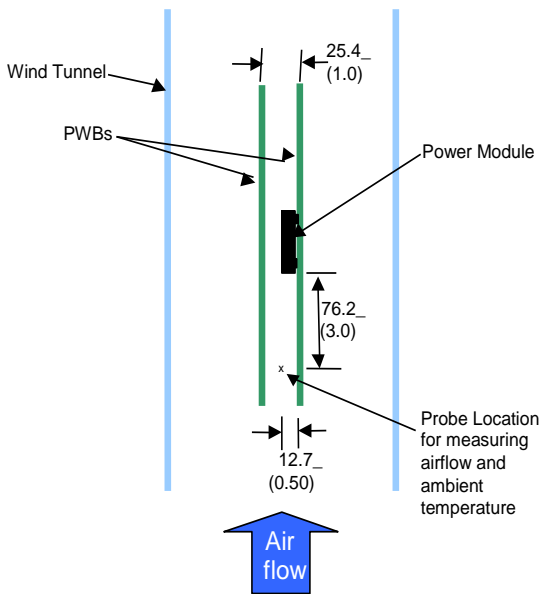 25.4_
(1.0)
Wind Tunnel
PWBs
Power Module
76.2_
(3.0)
x
Probe Location
for measuring
airflow and
ambient
temperature
12.7_
(0.50)
Air
flow